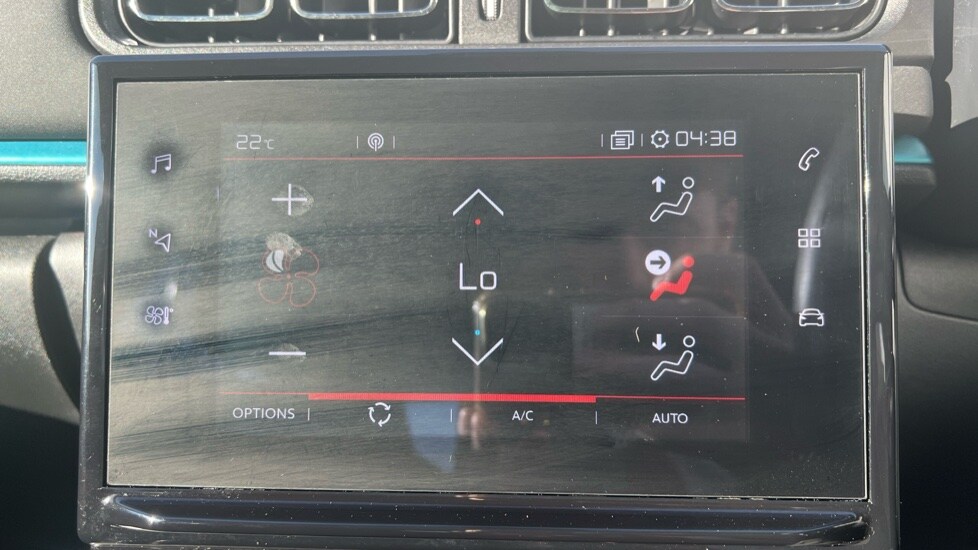 22°C
04:38
N
Lo
OPTIONS
A/C
AUTO